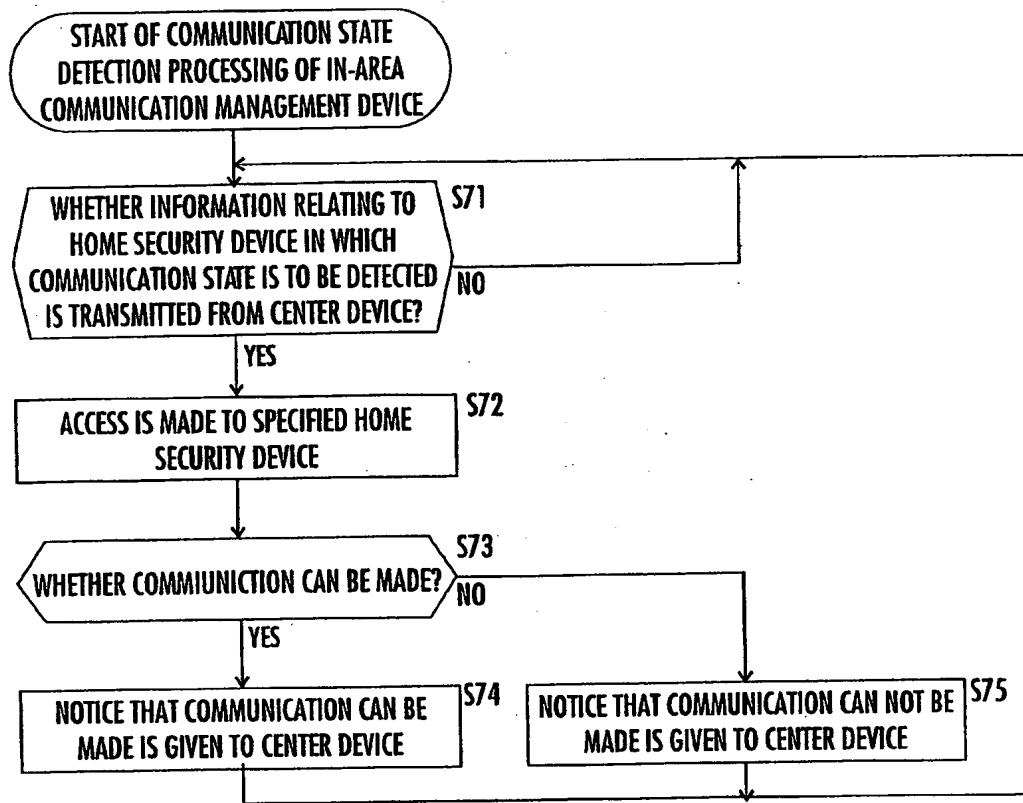 START OF COMMUNICATION STATE
DETECTION PROCESSING OF IN-AREA
COMMUNICATION MANAGEMENT DEVICE
WHETHER INFORMATION RELATING TO
HOME SECURITY DEVICE IN WHICH
COMMUNICATION STATE IS TO BE DETECTED
IS TRANSMITTED FROM CENTER DEVICE?
S71
NO
YES
ACCESS IS MADE TO SPECIFIED HOME
SECURITY DEVICE
S72
WHETHER COMMIUNICTION CAN BE MADE?
S73
NO
YES
NOTICE THAT COMMUNICATION CAN BE
MADE IS GIVEN TO CENTER DEVICE
S74
NOTICE THAT COMMUNICATION CAN NOT BE
MADE IS GIVEN TO CENTER DEVICE
S75